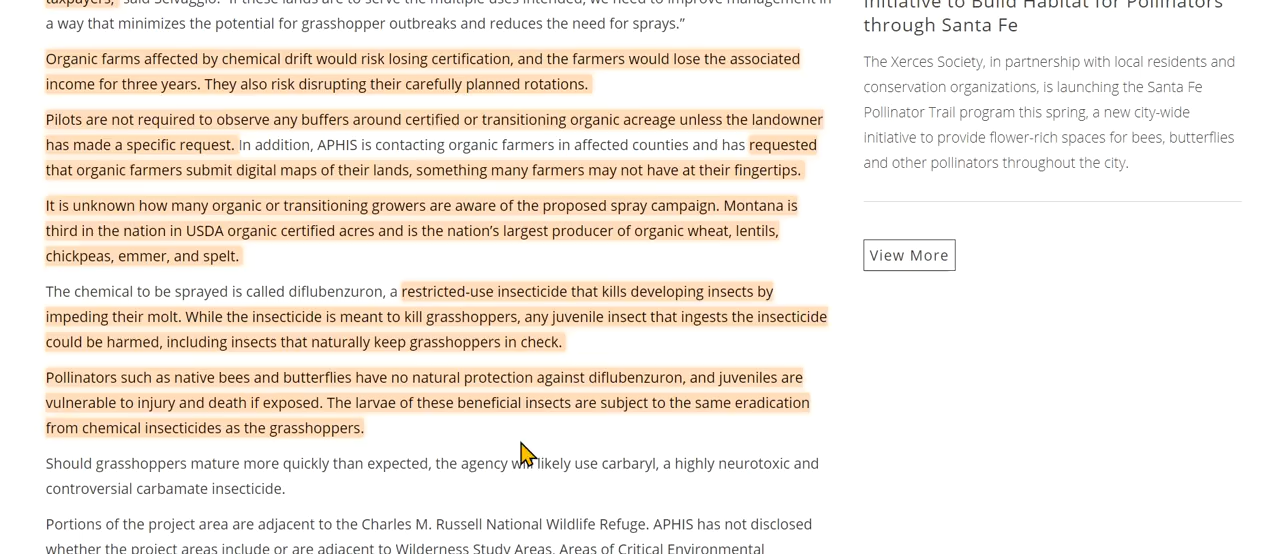 taxpayers,” said Selvaggio. “If these lands are to serve the multiple uses intended, we need to improve management in
a way that minimizes the potential for grasshopper outbreaks and reduces the need for sprays.”
Organic farms affected by chemical drift would risk losing certification, and the farmers would lose the associated
income for three years. They also risk disrupting their carefully planned rotations.
Pilots are not required to observe any buffers around certified or transitioning organic acreage unless the landowner
has made a specific request. In addition, APHIS is contacting organic farmers in affected counties and has requested
that organic farmers submit digital maps of their lands, something many farmers may not have at their fingertips.
It is unknown how many organic or transitioning growers are aware of the proposed spray campaign. Montana is
third in the nation in USDA organic certified acres and is the nation’s largest producer of organic wheat, lentils,
chickpeas, emmer, and spelt.
The chemical to be sprayed is called diflubenzuron, a restricted-use insecticide that kills developing insects by
impeding their molt. While the insecticide is meant to kill grasshoppers, any juvenile insect that ingests the insecticide
could be harmed, including insects that naturally keep grasshoppers in check.
Pollinators such as native bees and butterflies have no natural protection against diflubenzuron, and juveniles are
vulnerable to injury and death if exposed. The larvae of these beneficial insects are subject to the same eradication
from chemical insecticides as the grasshoppers.
Should grasshoppers mature more quickly than expected, the agency will likely use carbaryl, a highly neurotoxic and
controversial carbamate insecticide.
Portions of the project area are adjacent to the Charles M. Russell National Wildlife Refuge. APHIS has not disclosed
whether the project areas include or are adjacent to Wilderness Study Areas, Areas of Critical Environmental
Initiative to Build Habitat for Pollinators
through Santa Fe
The Xerces Society, in partnership with local residents and
conservation organizations, is launching the Santa Fe
Pollinator Trail program this spring, a new city-wide
initiative to provide flower-rich spaces for bees, butterflies
and other pollinators throughout the city.
View More